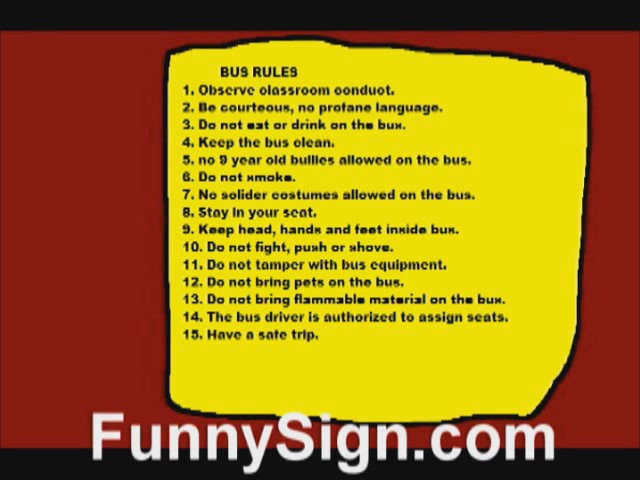 BUS RULES
1. Observe classroom conduct.
2. Be courteous, no profane language.
3. Do not eat or drink on the bus.
4. Keep the bus clean.
5. no 9 year old bullies allowed on the bus.
6. Do not smoke.
7. No solider costumes allowed on the bus.
8. Stay in your seat.
9. Keep head, hands and feet inside bus.
10. Do not fight, push or shove.
11. Do not tamper with bus equipment.
12. Do not bring pets on the bus.
13. Do not bring flammable material on the bus.
14. The bus driver is authorized to assign seats.
15. Have a safe trip.
FunnySign.com